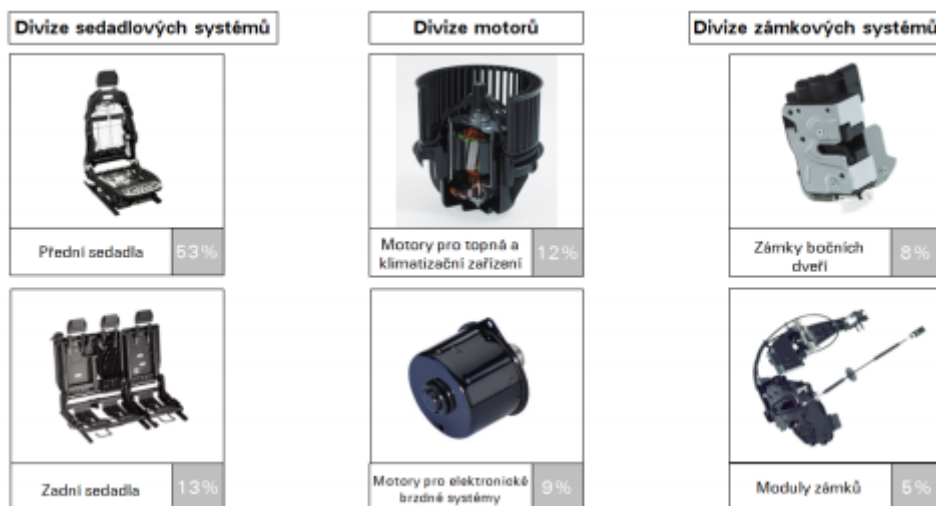 Divize sedadlových systémů
Divize motorů
Divize zámkových systémů
Přední sedadla
53%
Motory pro topná a
klimatizační zařízení
12%
Zámky bočních
dveří
8%
Zadní sedadla
13%
Motory pro elektronické
brzdné systémy
9%
Moduly zámků
5%